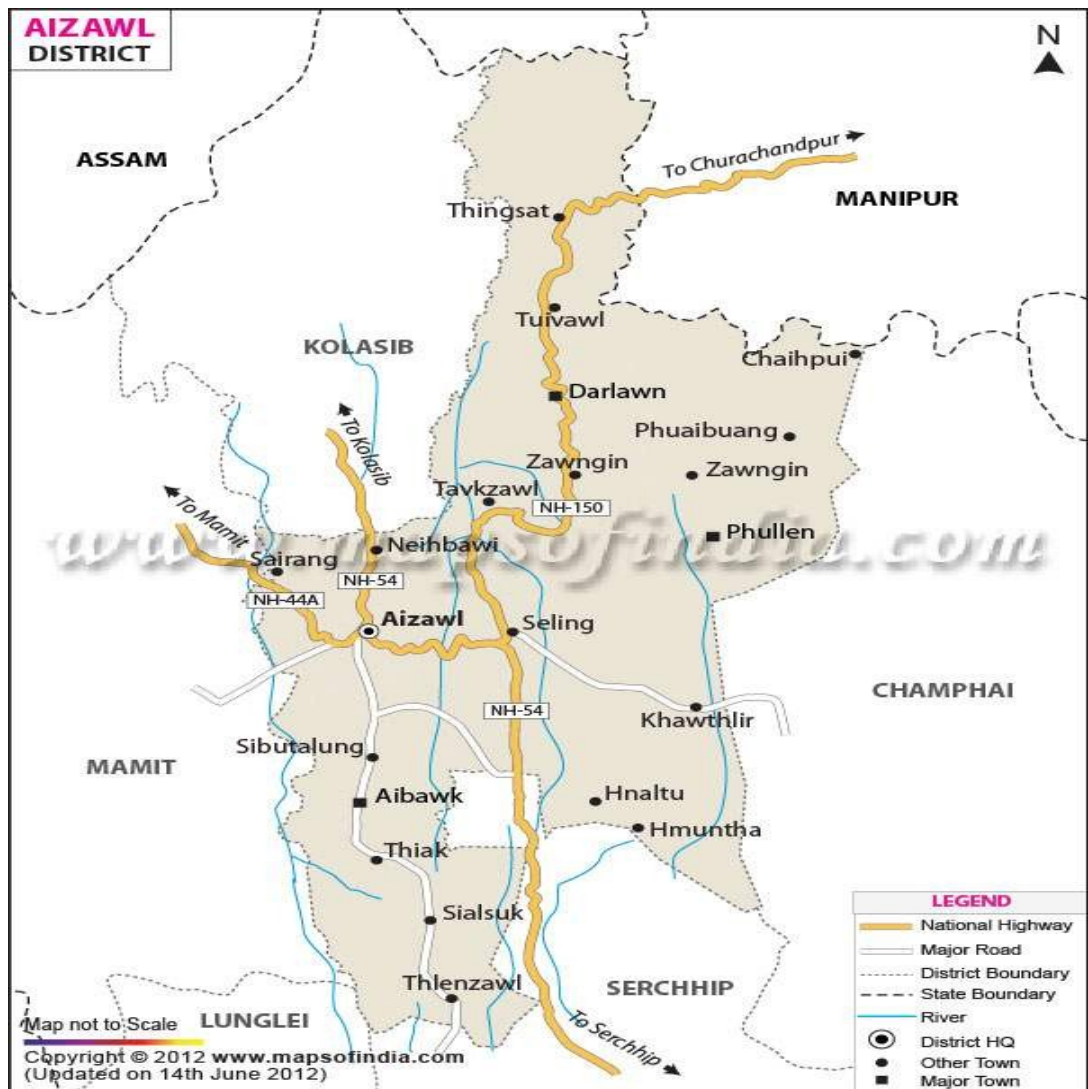 AIZAWL
DISTRICT
N
ASSAM
To Churachandpur
MANIPUR
Thingsat
Tuivawl
KOLASIB
Chaihpui
Darlawn
To Kolasib
Phuaibuang
Zawngin
Zawngin
To Mamit
Tavkzawl
NH-150
Phullen
www.mapsofindia.com
Neihbawi
Sairang
NH-54
NH-44A
Aizawl
Seling
CHAMPHAI
NH-54
Khawthlir
Sibutalung
MAMIT
Aibawk
Hnaltu
Hmuntha
Thiak
Sialsuk
Thlenzawl
SERCHHIP
LUNGLEI
To Serchhip
LEGEND
National Highway
Major Road
District Boundary
State Boundary
River
District HQ
Other Town
Major Town
Map not to Scale
Copyright © 2012 www.mapsofindia.com
(Updated on 14th June 2012)